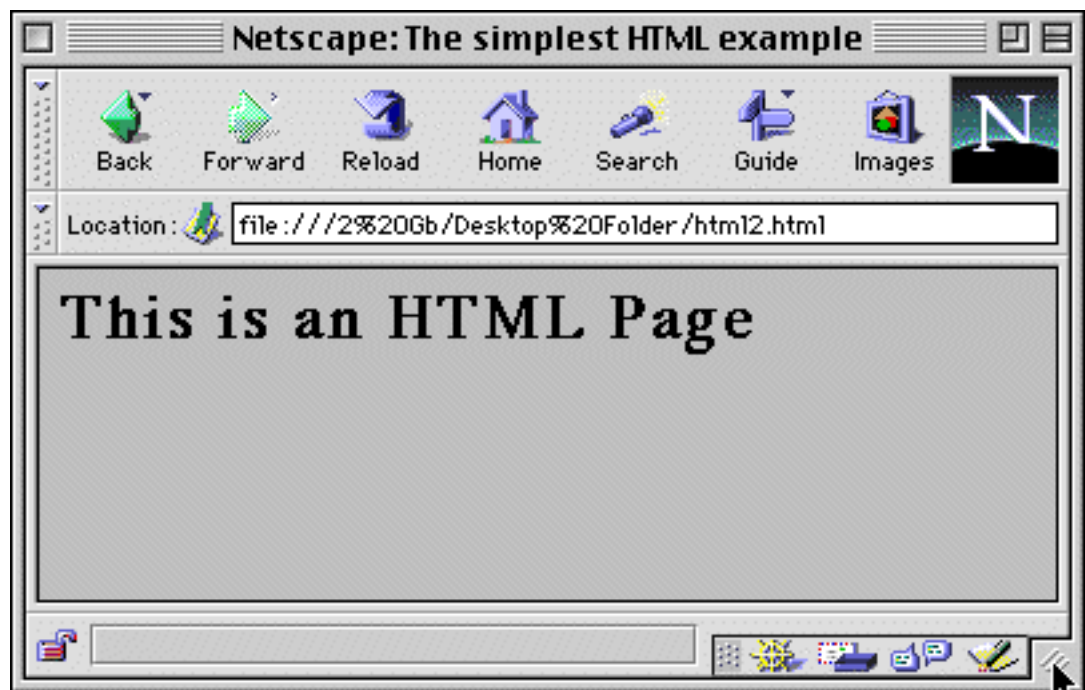 Netscape: The simplest HTML example
Back Forward Reload Home Search Guide Images N
Location: file:///2%20Gb/Desktop%20Folder/html2.html
This is an HTML Page